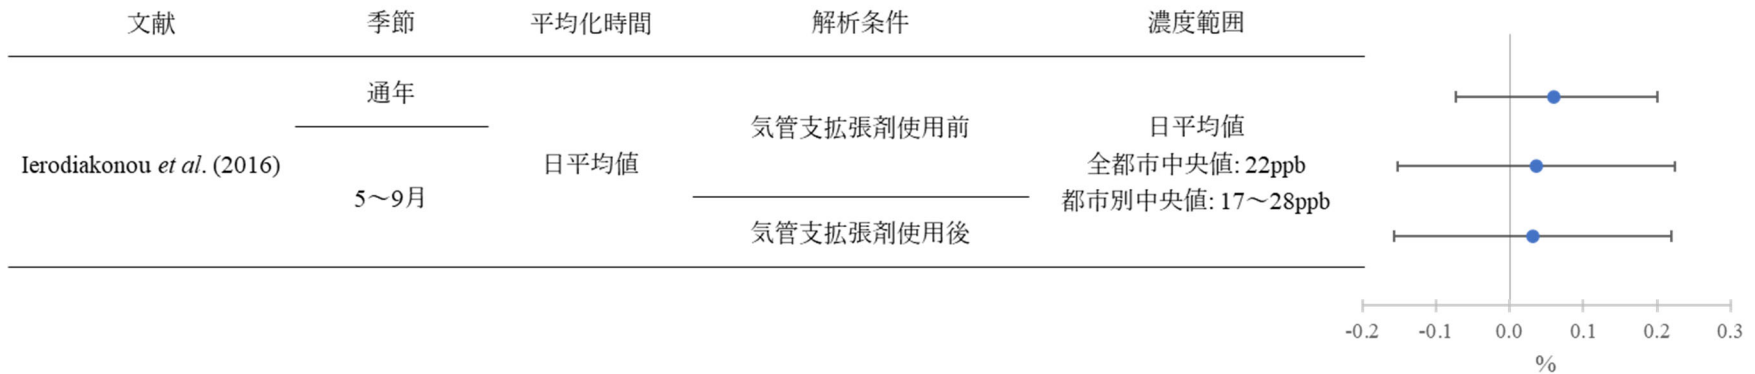 文献 季節 平均化時間 解析条件 濃度範囲
通年
気管支拡張剤使用前
日平均値
Ierodiakonou et al. (2016)
日平均値
全都市中央値: 22ppb
5～9月
都市別中央値: 17～28ppb
気管支拡張剤使用後
-0.2 -0.1 0.0 0.1 0.2 0.3
%